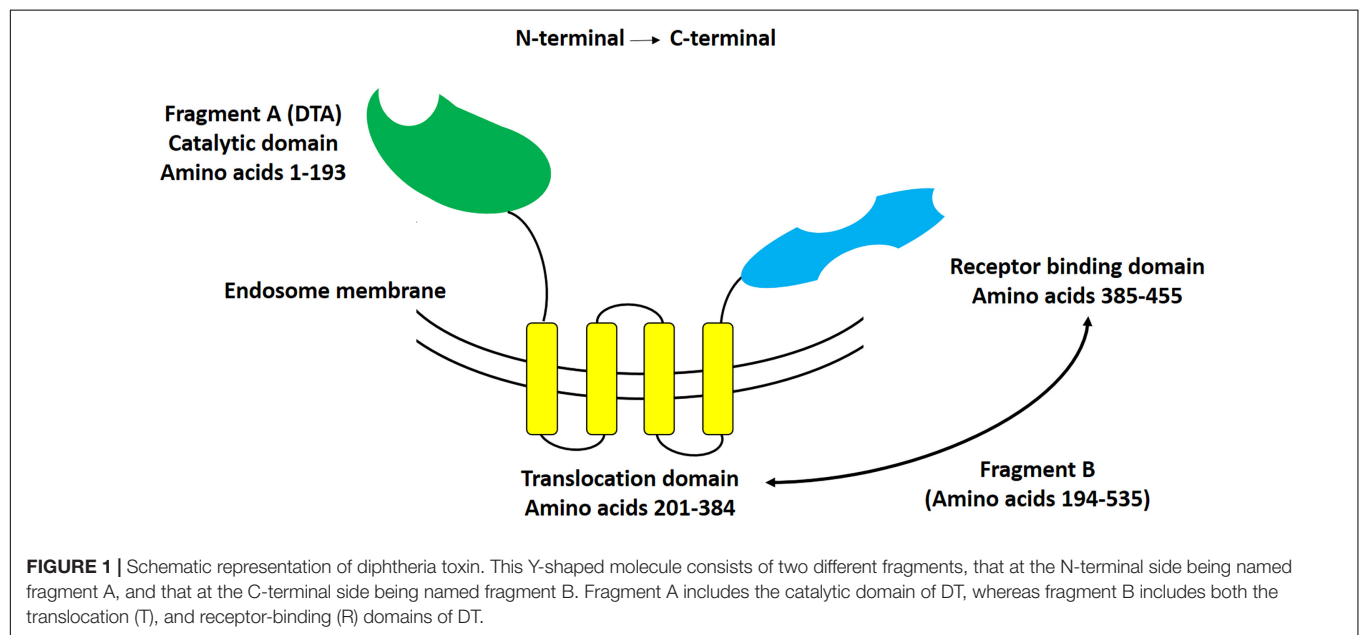 N-terminal → C-terminal
Fragment A (DTA)
Catalytic domain
Amino acids 1-193
Endosome membrane
Receptor binding domain
Amino acids 385-455
Translocation domain
Amino acids 201-384
Fragment B
(Amino acids 194-535)
FIGURE 1 | Schematic representation of diphtheria toxin. This Y-shaped molecule consists of two different fragments, that at the N-terminal side being named
fragment A, and that at the C-terminal side being named fragment B. Fragment A includes the catalytic domain of DT, whereas fragment B includes both the
translocation (T), and receptor-binding (R) domains of DT.